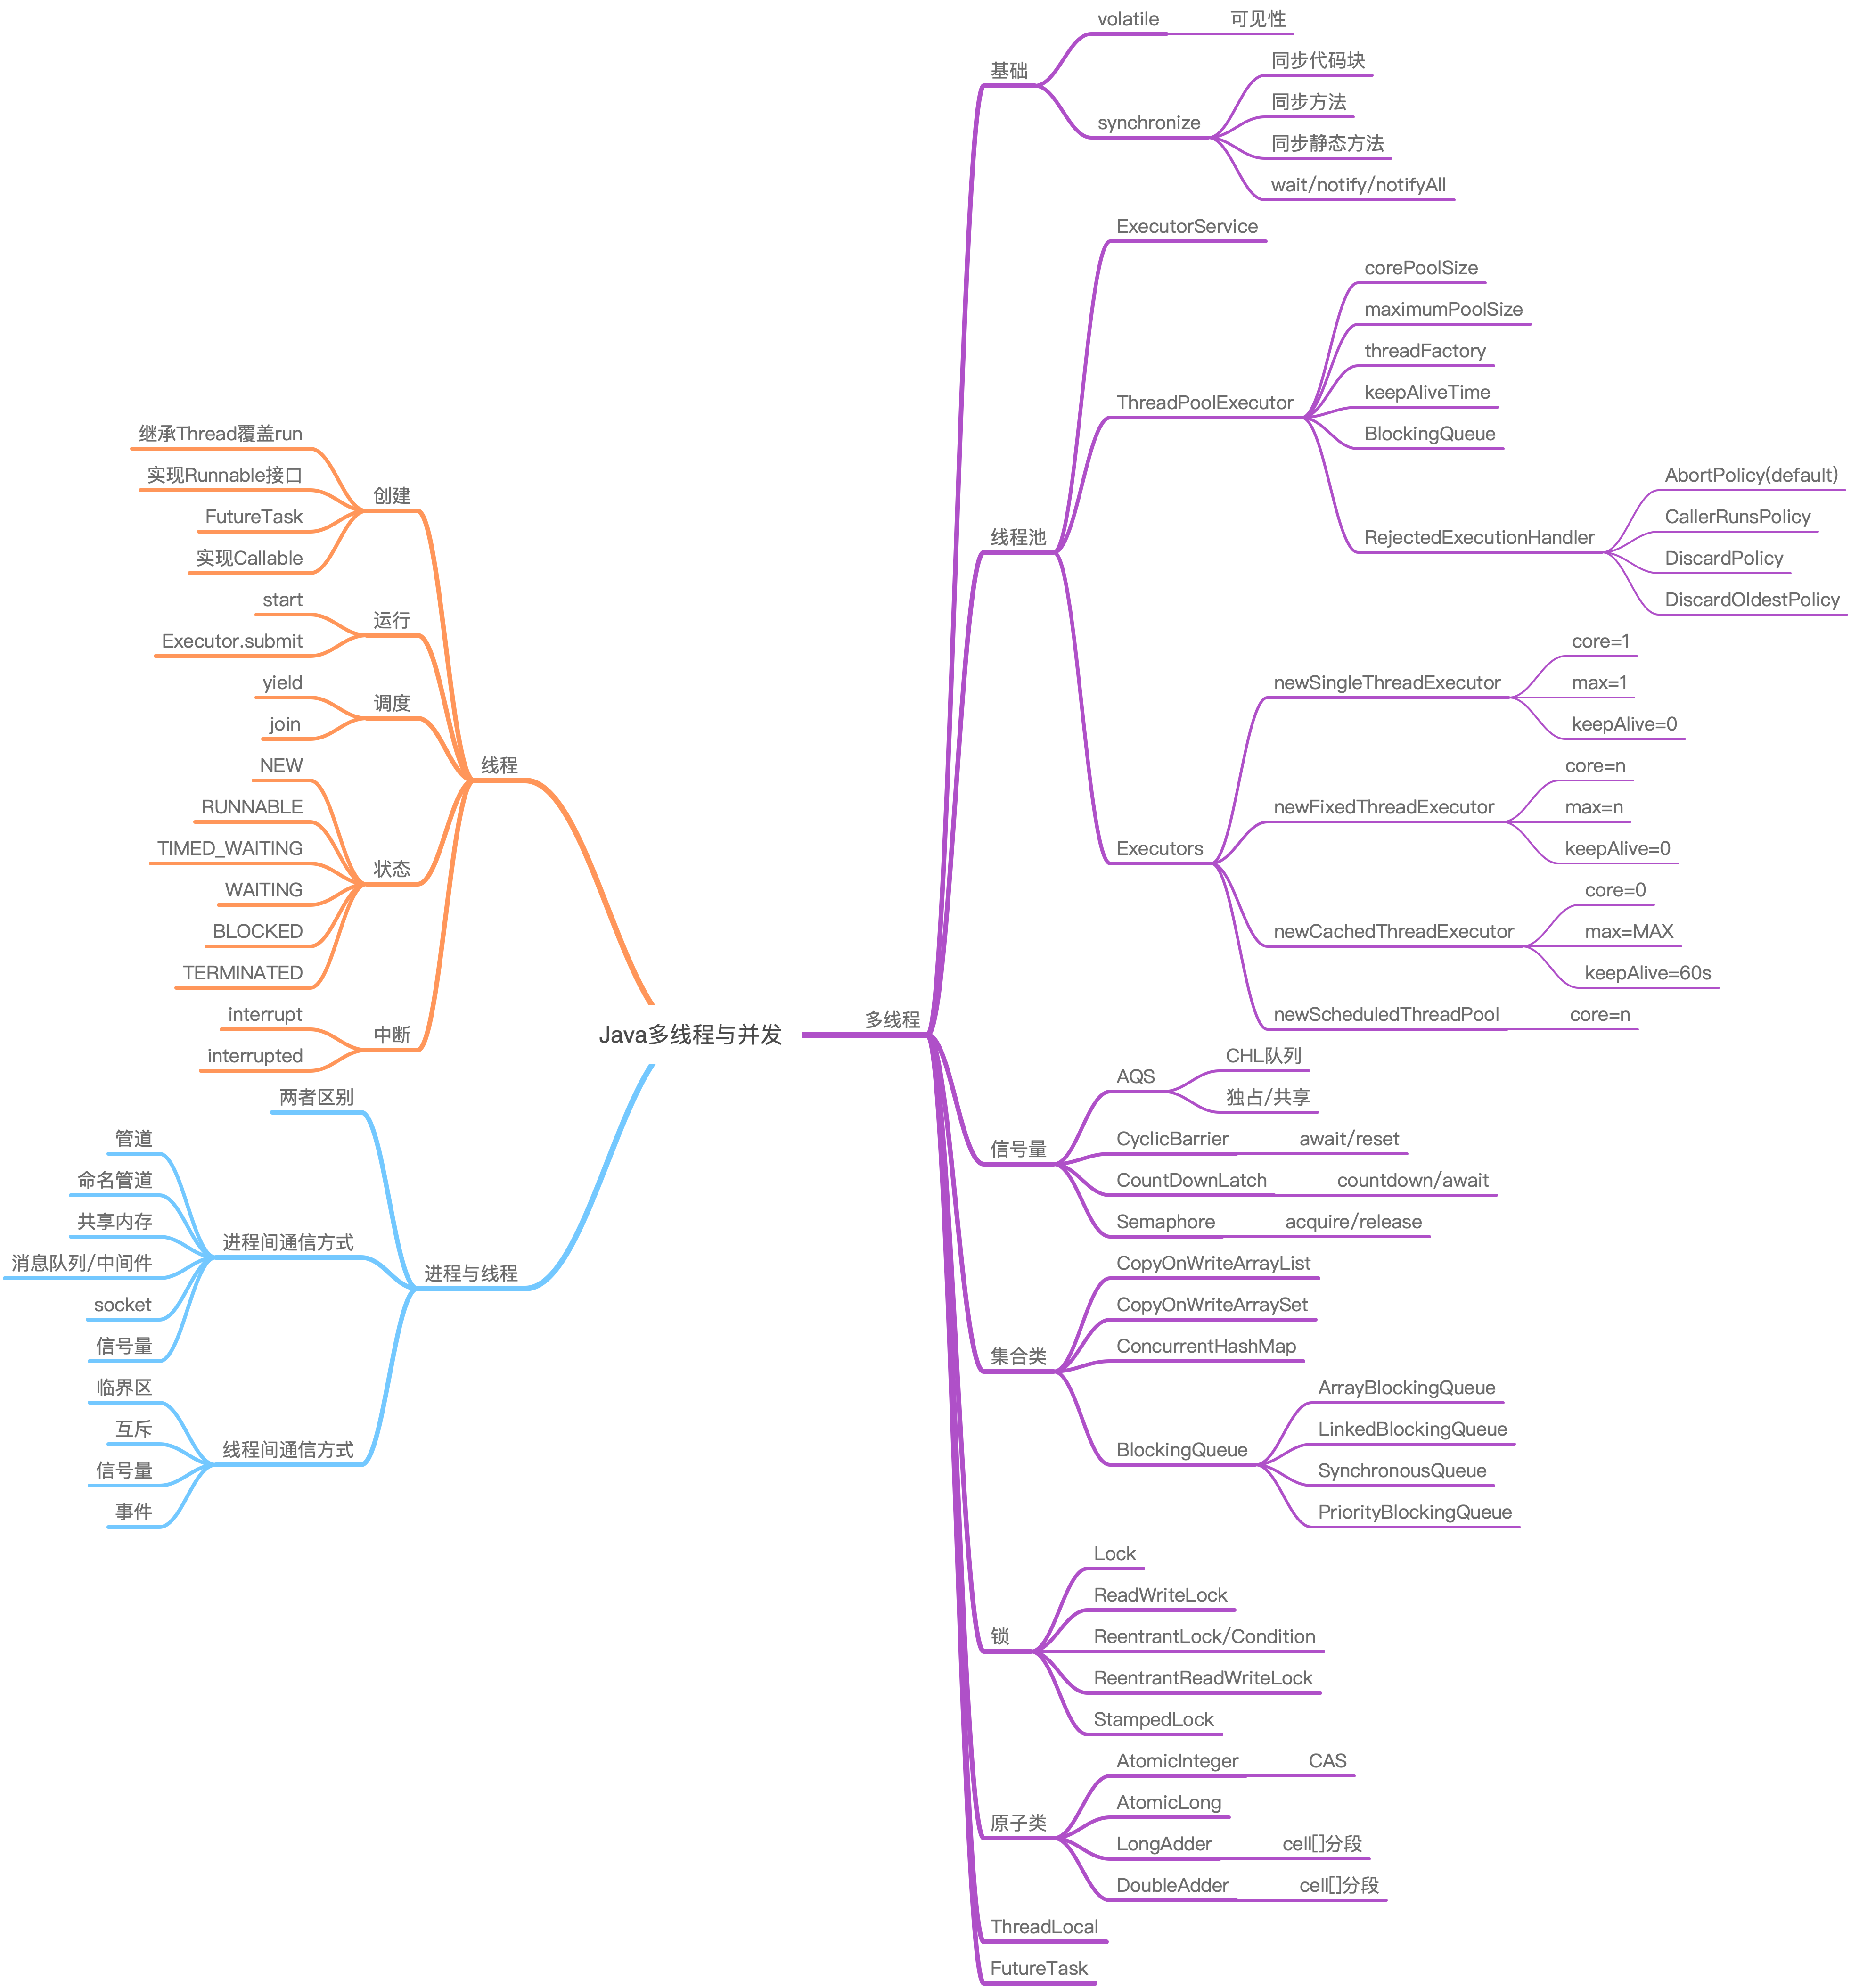 Java多线程与并发
线程
创建
继承Thread覆盖run
实现Runnable接口
FutureTask
实现Callable
运行
start
Executor.submit
调度
yield
join
状态
NEW
RUNNABLE
TIMED_WAITING
WAITING
BLOCKED
TERMINATED
中断
interrupt
interrupted
进程与线程
两者区别
进程间通信方式
管道
命名管道
共享内存
消息队列/中间件
socket
信号量
线程间通信方式
临界区
互斥
信号量
事件
多线程
基础
volatile
可见性
synchronize
同步代码块
同步方法
同步静态方法
wait/notify/notifyAll
线程池
ExecutorService
ThreadPoolExecutor
corePoolSize
maximumPoolSize
threadFactory
keepAliveTime
BlockingQueue
RejectedExecutionHandler
AbortPolicy(default)
CallerRunsPolicy
DiscardPolicy
DiscardOldestPolicy
Executors
newSingleThreadExecutor
core=1
max=1
keepAlive=0
newFixedThreadExecutor
core=n
max=n
keepAlive=0
newCachedThreadExecutor
core=0
max=MAX
keepAlive=60s
newScheduledThreadPool
core=n
信号量
AQS
CHL队列
独占/共享
CyclicBarrier
await/reset
CountDownLatch
countdown/await
Semaphore
acquire/release
集合类
CopyOnWriteArrayList
CopyOnWriteArraySet
ConcurrentHashMap
BlockingQueue
ArrayBlockingQueue
LinkedBlockingQueue
SynchronousQueue
PriorityBlockingQueue
锁
Lock
ReadWriteLock
ReentrantLock/Condition
ReentrantReadWriteLock
StampedLock
原子类
AtomicInteger
CAS
AtomicLong
LongAdder
cell[]分段
DoubleAdder
cell[]分段
ThreadLocal
FutureTask